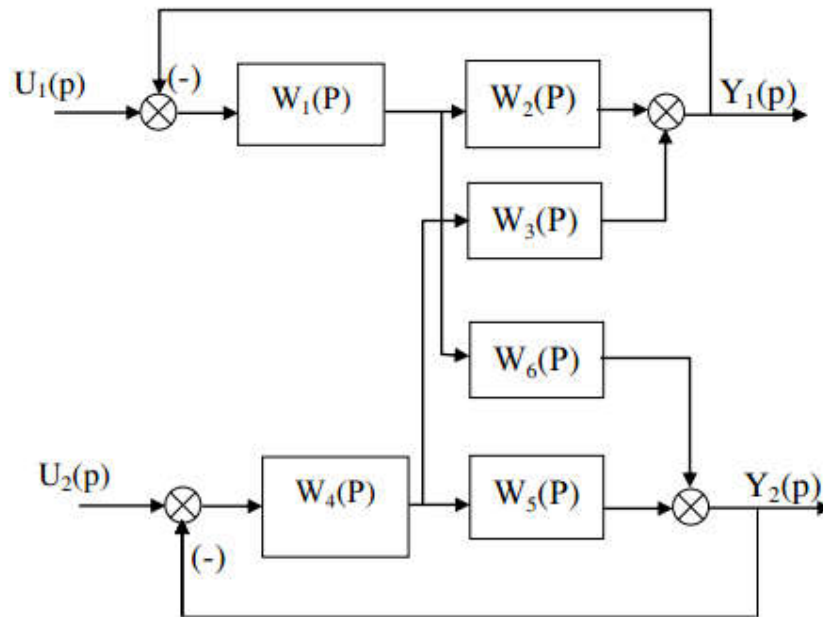 U₁(p)
(-)
W₁(P)
W₂(P)
Y₁(p)
W₃(P)
W₆(P)
U₂(p)
W₄(P)
W₅(P)
Y₂(p)
(-)